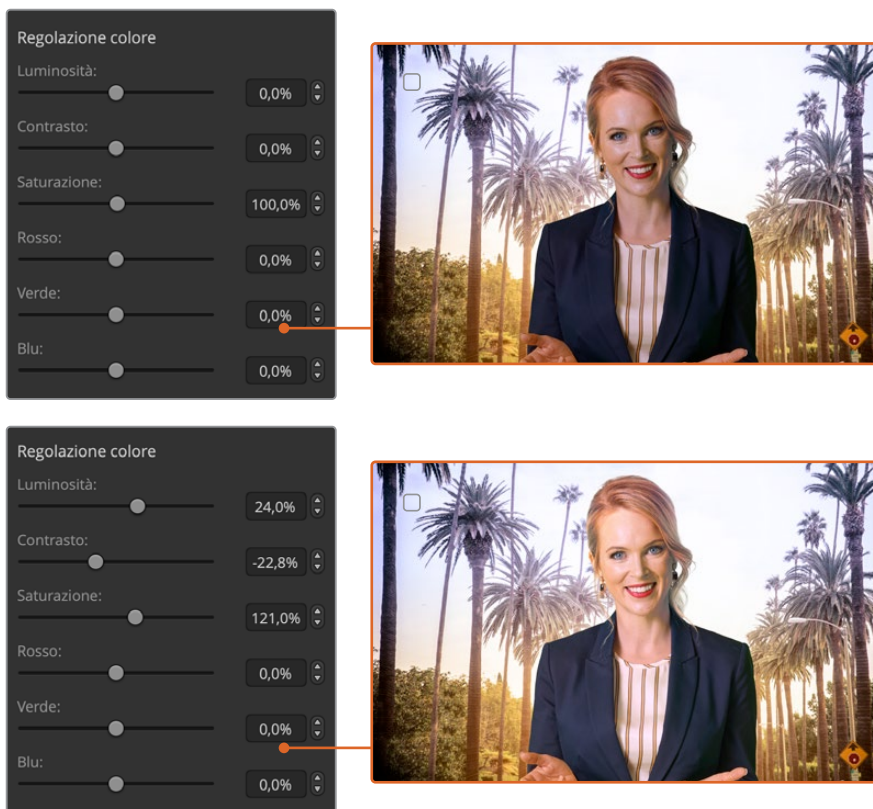 Regolazione colore
Luminosità:
0,0%
Contrasto:
0,0%
Saturazione:
100,0%
Rosso:
0,0%
Verde:
0,0%
Blu:
0,0%
Regolazione colore
Luminosità:
24,0%
Contrasto:
-22,8%
Saturazione:
121,0%
Rosso:
0,0%
Verde:
0,0%
Blu:
0,0%